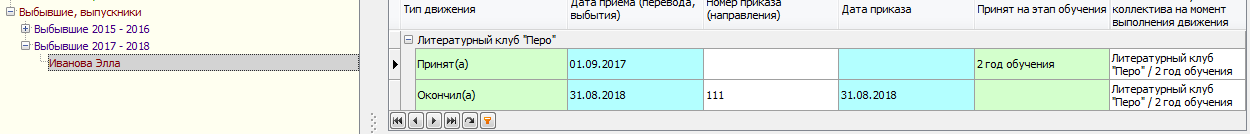 Выбывшие, выпускники
Выбывшие 2015 - 2016
Выбывшие 2017 - 2018
Иванова Элла
Тип движения
Дата приема (перевода,
выбытия)
Номер приказа
(направления)
Дата приказа
Принят на этап обучения
коллектива на момент
выполнения движения
Литературный клуб "Перо"
Принят(а)
01.09.2017
2 год обучения
Литературный клуб
"Перо" / 2 год обучения
Окончил(а)
31.08.2018
111
31.08.2018
Литературный клуб
"Перо" / 2 год обучения